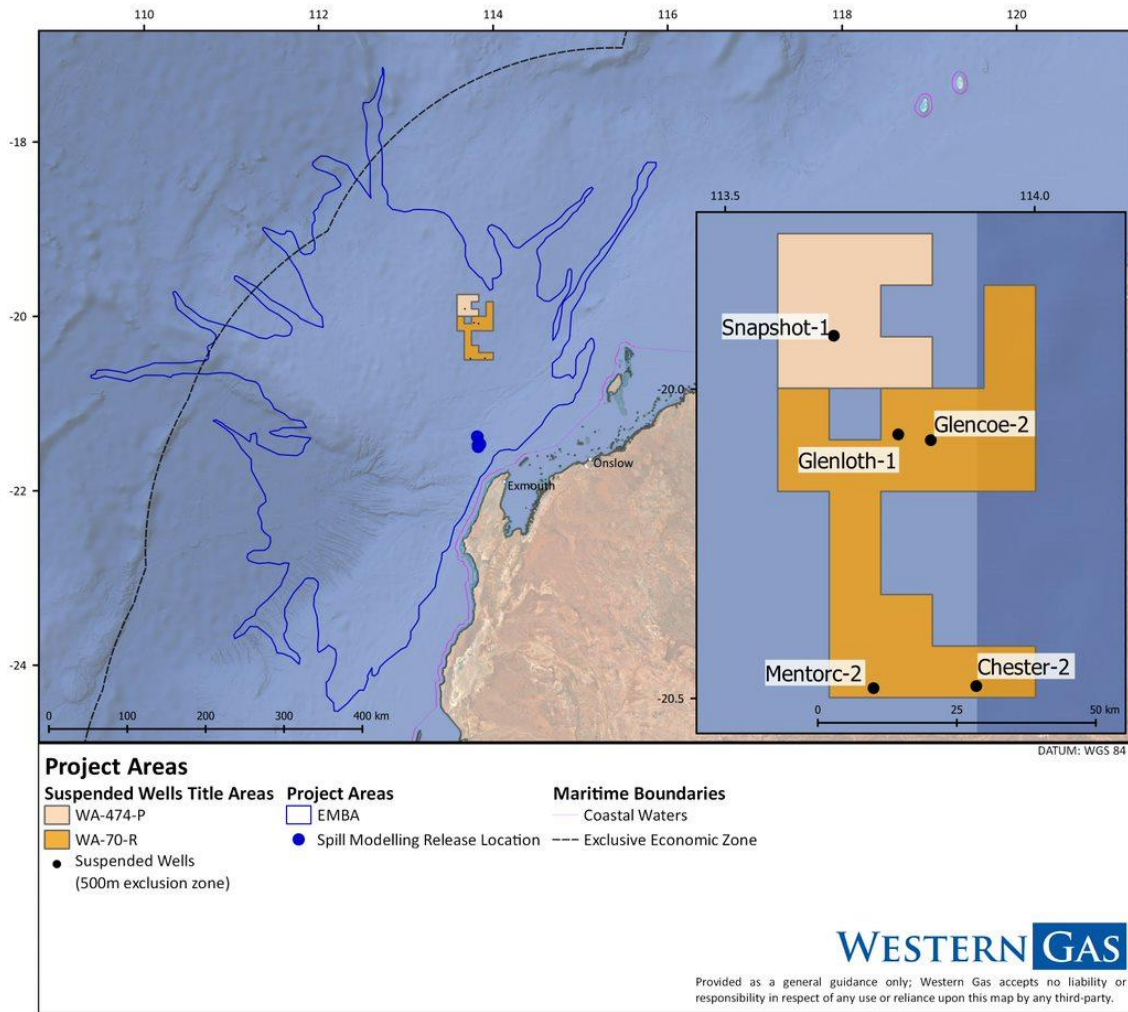 110
112
114
116
118
120
-18
-20
-22
-24
113.5
114.0
-20.0
-20.5
Snapshot-1
Glencoe-2
Glenloth-1
Mentorc-2
Chester-2
0
25
50 km
Onslow
Exmouth
0
100
200
300
400 km
DATUM: WGS 84
Project Areas
Suspended Wells Title Areas
WA-474-P
WA-70-R
Suspended Wells
(500m exclusion zone)
Project Areas
EMBA
Spill Modelling Release Location
Maritime Boundaries
Coastal Waters
Exclusive Economic Zone
WESTERN GAS
Provided as a general guidance only; Western Gas accepts no liability or
responsibility in respect of any use or reliance upon this map by any third-party.